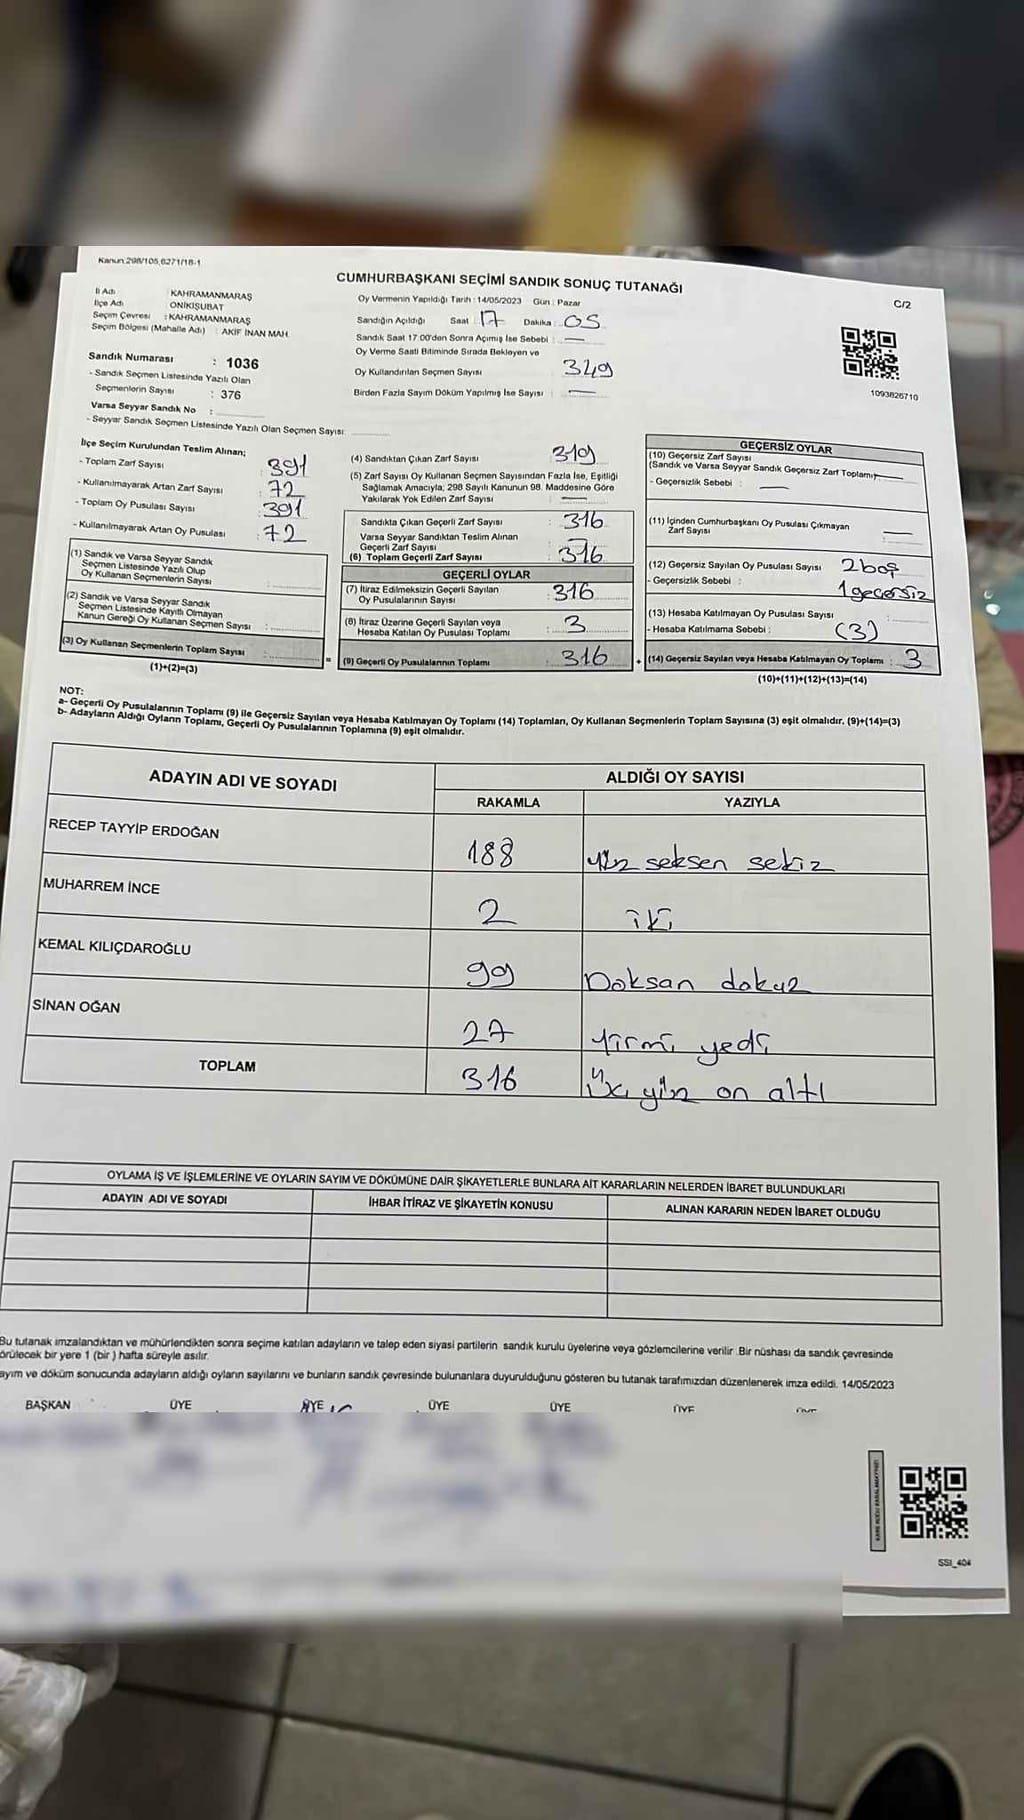 Kanun:298/105,6271/18-1
CUMHURBAŞKANI SEÇİMİ SANDIK SONUÇ TUTANAĞI
C/2
İl Adı : KAHRAMANMARAŞ
İlçe Adı : ONİKİŞUBAT
Seçim Çevresi : KAHRAMANMARAŞ
Seçim Bölgesi (Mahalle Adı) : AKİF İNAN MAH.
Sandık Numarası : 1036
- Sandık Seçmen Listesinde Yazılı Olan
Seçmenlerin Sayısı : 376
Varsa Seyyar Sandık No :
- Seyyar Sandık Seçmen Listesinde Yazılı Olan Seçmen Sayısı:
Oy Vermenin Yapıldığı Tarih : 14/05/2023 Gün : Pazar
Sandığın Açıldığı Saat 17 Dakika : 05
Sandık Saat 17:00'den Sonra Açımış İse Sebebi : —
Oy Verme Saati Bitiminde Sırada Bekleyen ve
Oy Kullandırılan Seçmen Sayısı 349
Birden Fazla Sayım Döküm Yapılmış İse Sayısı : —
1093826710
İlçe Seçim Kurulundan Teslim Alınan;
- Toplam Zarf Sayısı : 391
- Kullanılmayarak Artan Zarf Sayısı : 72
- Toplam Oy Pusulası Sayısı : 391
- Kullanılmayarak Artan Oy Pusulası : 72
(1) Sandık ve Varsa Seyyar Sandık
Seçmen Listesinde Yazılı Olup
Oy Kullanan Seçmenlerin Sayısı :
(2) Sandık ve Varsa Seyyar Sandık
Seçmen Listesinde Kayıtlı Olmayan
Kanun Gereği Oy Kullanan Seçmen Sayısı :
(3) Oy Kullanan Seçmenlerin Toplam Sayısı :
(1)+(2)=(3)
(4) Sandıktan Çıkan Zarf Sayısı : 319
(5) Zarf Sayısı Oy Kullanan Seçmen Sayısından Fazla İse, Eşitliği
Sağlamak Amacıyla; 298 Sayılı Kanunun 98. Maddesine Göre
Yakılarak Yok Edilen Zarf Sayısı : —
Sandıkta Çıkan Geçerli Zarf Sayısı : 316
Varsa Seyyar Sandıktan Teslim Alınan
Geçerli Zarf Sayısı : —
(6) Toplam Geçerli Zarf Sayısı : 316
GEÇERLİ OYLAR
(7) İtiraz Edilmeksizin Geçerli Sayılan
Oy Pusulalarının Sayısı : 316
(8) İtiraz Üzerine Geçerli Sayılan veya
Hesaba Katılan Oy Pusulası Toplamı : 3
= (9) Geçerli Oy Pusulalarının Toplamı : 316 +
GEÇERSİZ OYLAR
(10) Geçersiz Zarf Sayısı
(Sandık ve Varsa Seyyar Sandık Geçersiz Zarf Toplamı) —
- Geçersizlik Sebebi : —
(11) İçinden Cumhurbaşkanı Oy Pusulası Çıkmayan
Zarf Sayısı : —
(12) Geçersiz Sayılan Oy Pusulası Sayısı 2 boş
- Geçersizlik Sebebi : 1 geçersiz
(13) Hesaba Katılmayan Oy Pusulası Sayısı :
- Hesaba Katılmama Sebebi : (3)
(14) Geçersiz Sayılan veya Hesaba Katılmayan Oy Toplamı : 3
(10)+(11)+(12)+(13)=(14)
NOT:
a- Geçerli Oy Pusulalarının Toplamı (9) ile Geçersiz Sayılan veya Hesaba Katılmayan Oy Toplamı (14) Toplamları, Oy Kullanan Seçmenlerin Toplam Sayısına (3) eşit olmalıdır. (9)+(14)=(3)
b- Adayların Aldığı Oyların Toplamı, Geçerli Oy Pusulalarının Toplamına (9) eşit olmalıdır.
ADAYIN ADI VE SOYADI
ALDIĞI OY SAYISI
RAKAMLA YAZIYLA
RECEP TAYYİP ERDOĞAN 188 yüz seksen sekiz
MUHARREM İNCE 2 iki
KEMAL KILIÇDAROĞLU 99 Doksan dokuz
SİNAN OĞAN 27 yirmi yedi
TOPLAM 316 Üç yüz on altı
OYLAMA İŞ VE İŞLEMLERİNE VE OYLARIN SAYIM VE DÖKÜMÜNE DAİR ŞİKAYETLERLE BUNLARA AİT KARARLARIN NELERDEN İBARET BULUNDUKLARI
ADAYIN ADI VE SOYADI İHBAR İTİRAZ VE ŞİKAYETİN KONUSU ALINAN KARARIN NEDEN İBARET OLDUĞU
Bu tutanak imzalandıktan ve mühürlendikten sonra seçime katılan adayların ve talep eden siyasi partilerin sandık kurulu üyelerine veya gözlemcilerine verilir .Bir nüshası da sandık çevresinde
örülecek bir yere 1 (bir ) hafta süreyle asılır.
ayım ve döküm sonucunda adayların aldığı oyların sayılarını ve bunların sandık çevresinde bulunanlara duyurulduğunu gösteren bu tutanak tarafımızdan düzenlenerek imza edildi. 14/05/2023
BAŞKAN ÜYE ÜYE ÜYE ÜYE ÜYE ÜYE
SSI_404